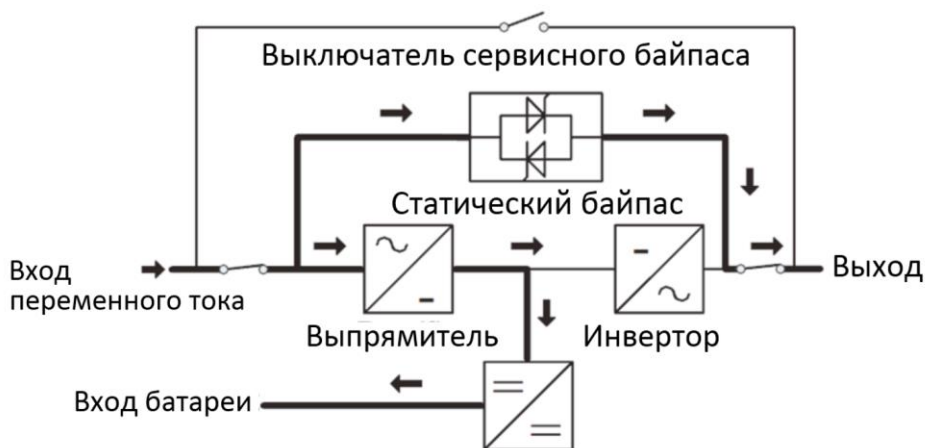 Выключатель сервисного байпаса
Статический байпас
Вход
переменного тока
Выход
Выпрямитель
Инвертор
Вход батареи